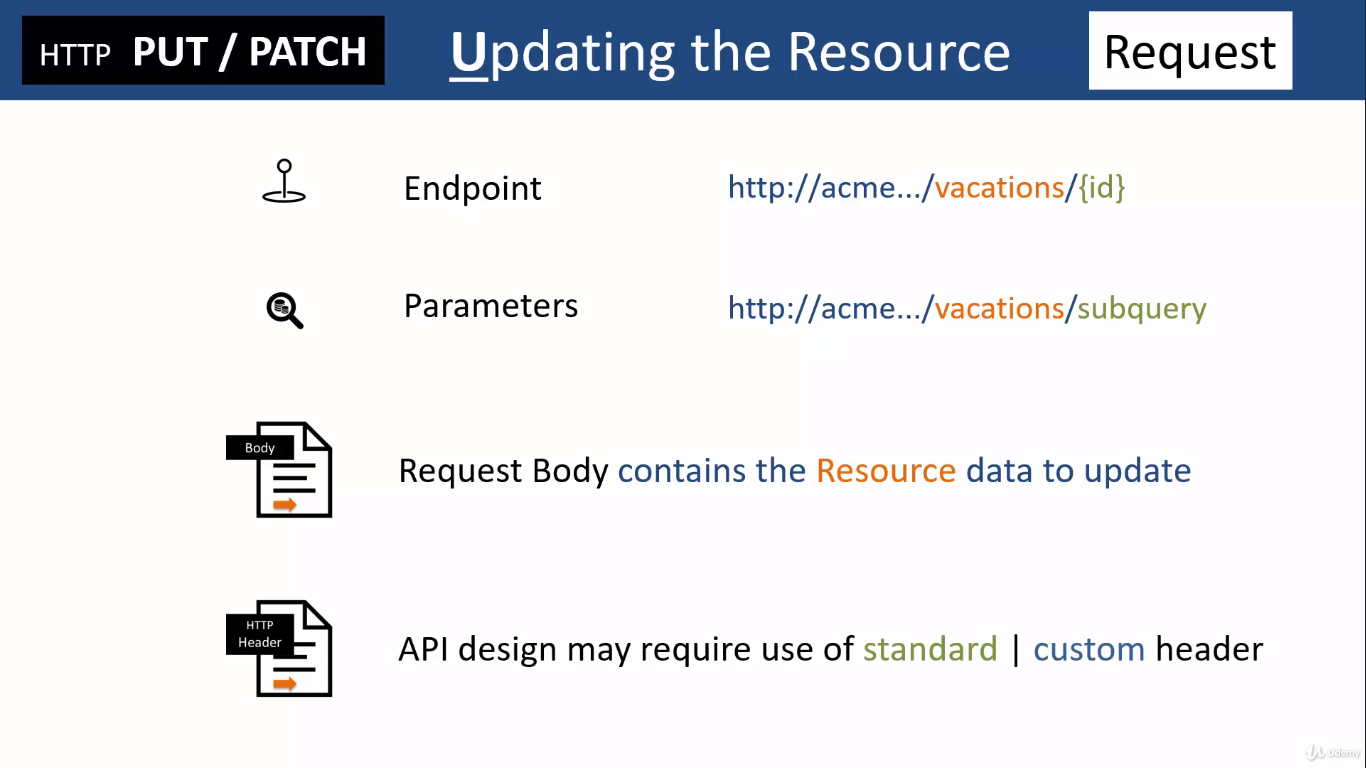 HTTP PUT / PATCH
Updating the Resource
Request
Endpoint
http://acme.../vacations/{id}
Parameters
http://acme.../vacations/subquery
Body
Request Body contains the Resource data to update
HTTP
Header
API design may require use of standard | custom header
Udemy